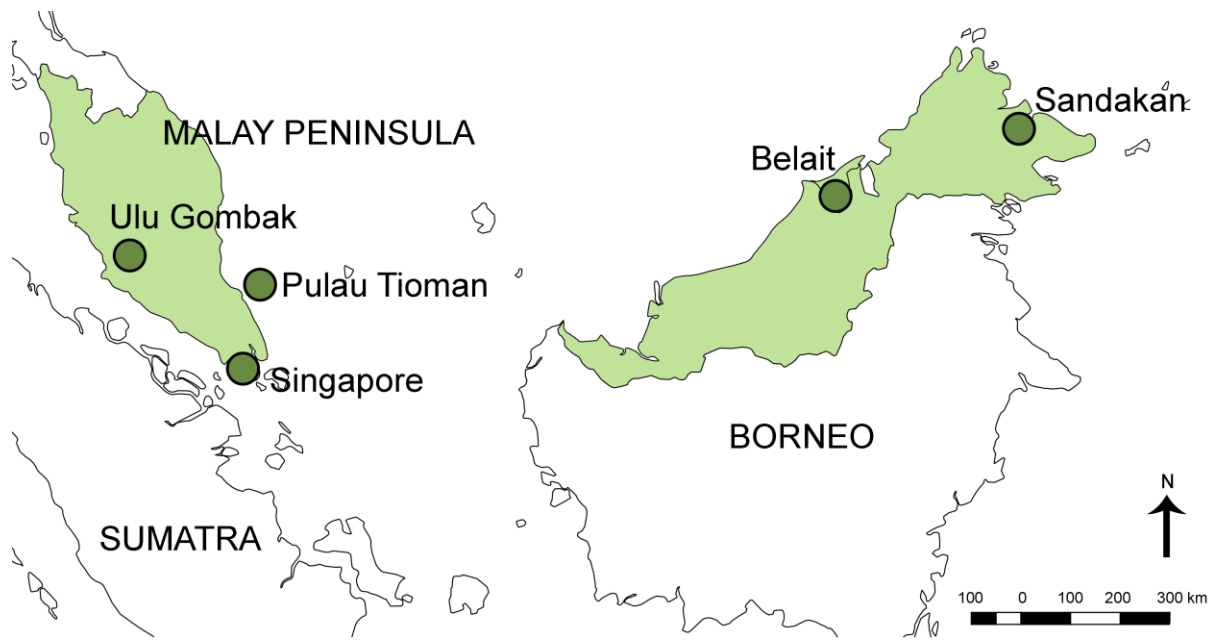 MALAY PENINSULA
Sandakan
Belait
Ulu Gombak
Pulau Tioman
Singapore
BORNEO
SUMATRA
N
100 0 100 200 300 km